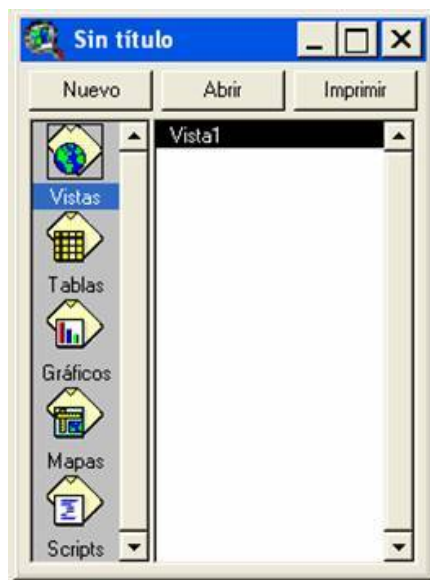 Sin título
Nuevo Abrir Imprimir
Vista1
Vistas
Tablas
Gráficos
Mapas
Scripts